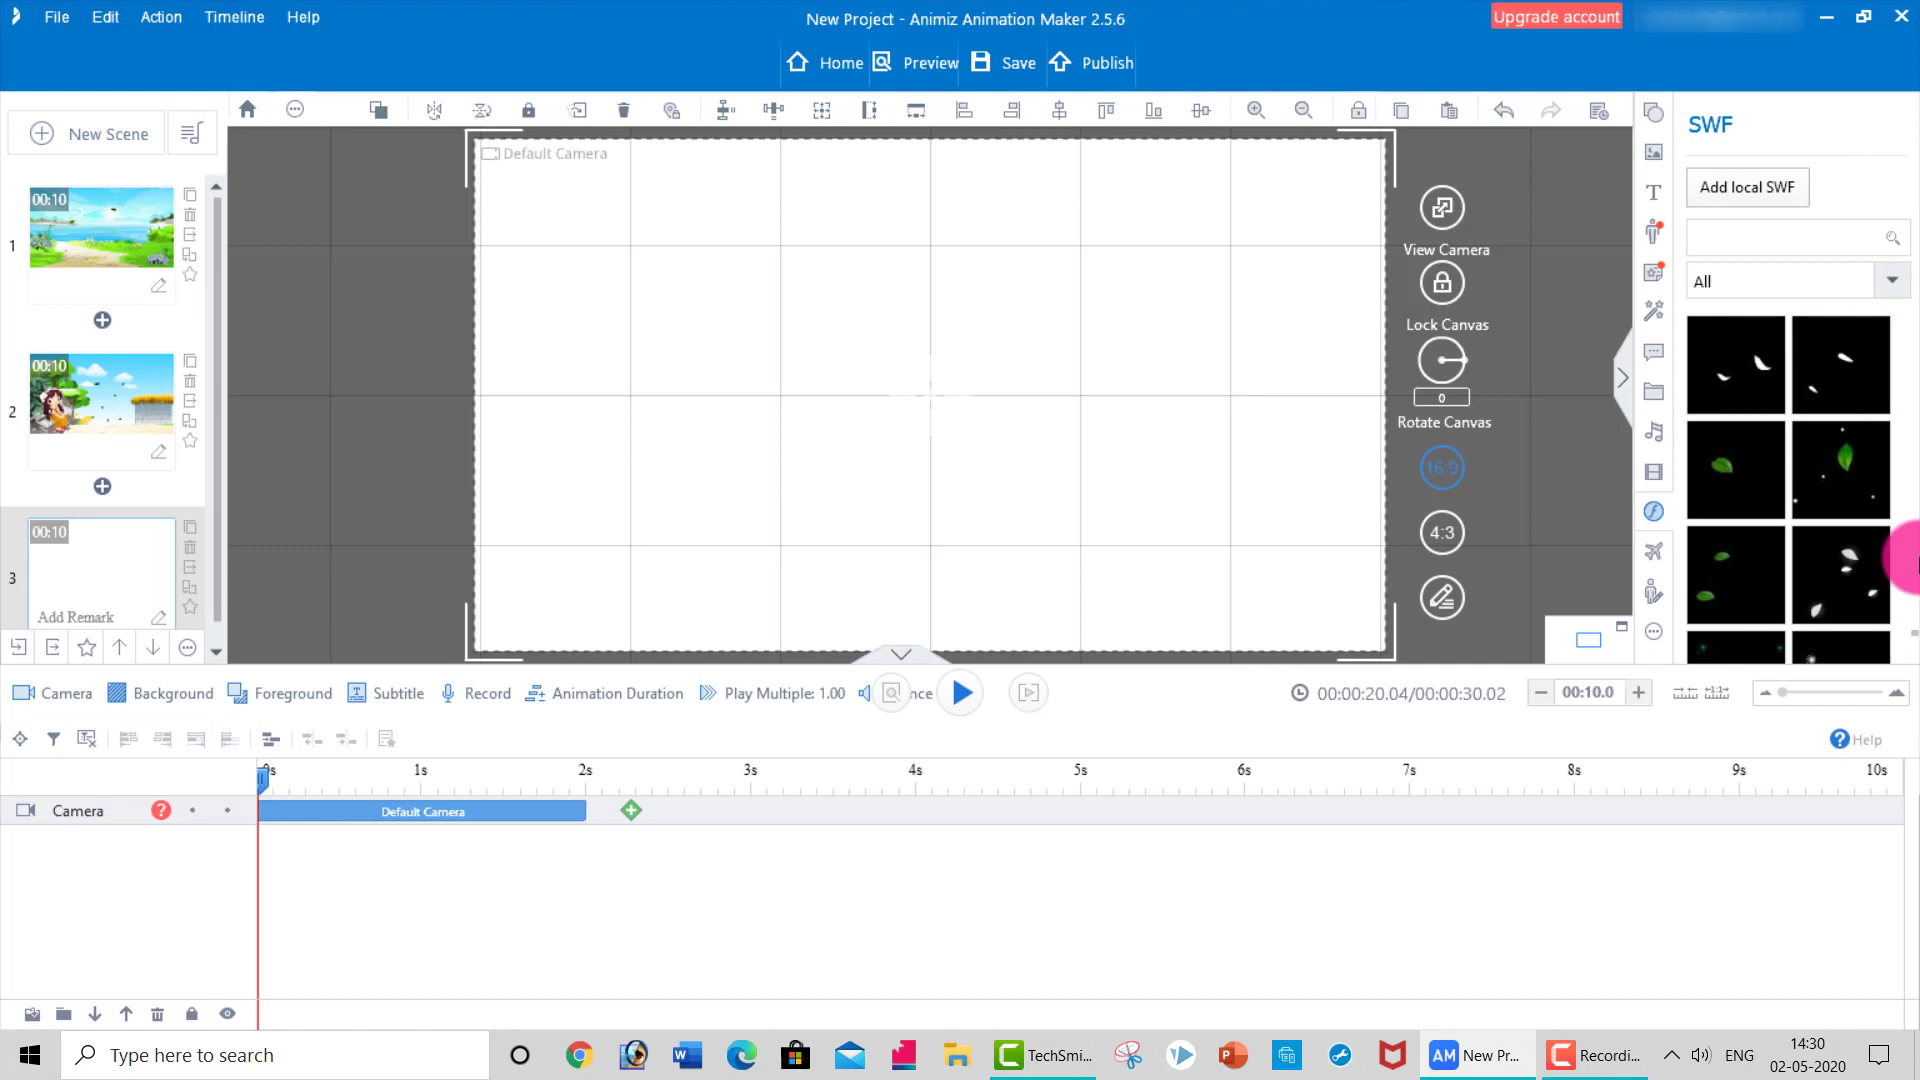 File Edit Action Timeline Help
New Project - Animiz Animation Maker 2.5.6
Upgrade account
Home Preview Save Publish
New Scene
SWF
Add local SWF
All
Default Camera
00:10
1
00:10
2
00:10
3
Add Remark
View Camera
Lock Canvas
0
Rotate Canvas
16:9
4:3
Camera Background Foreground Subtitle Record Animation Duration Play Multiple: 1.00 nce
00:00:20.04/00:00:30.02
00:10.0
Help
0s 1s 2s 3s 4s 5s 6s 7s 8s 9s 10s
Camera ? Default Camera
Type here to search
TechSmi...
New Pr...
Recordi...
ENG
14:30
02-05-2020